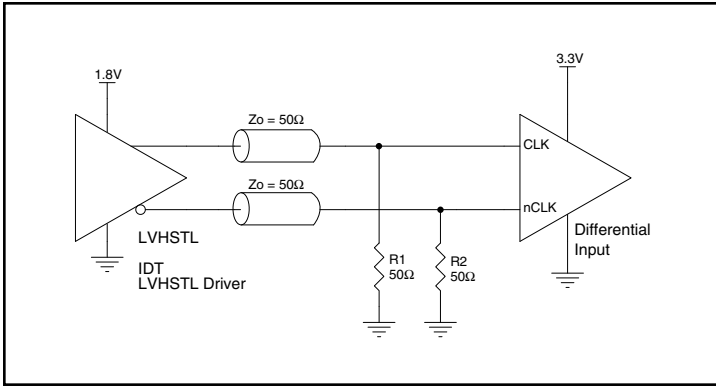 1.8V
3.3V
Zo = 50Ω
CLK
Zo = 50Ω
nCLK
LVHSTL
IDT
LVHSTL Driver
R1
50Ω
R2
50Ω
Differential
Input